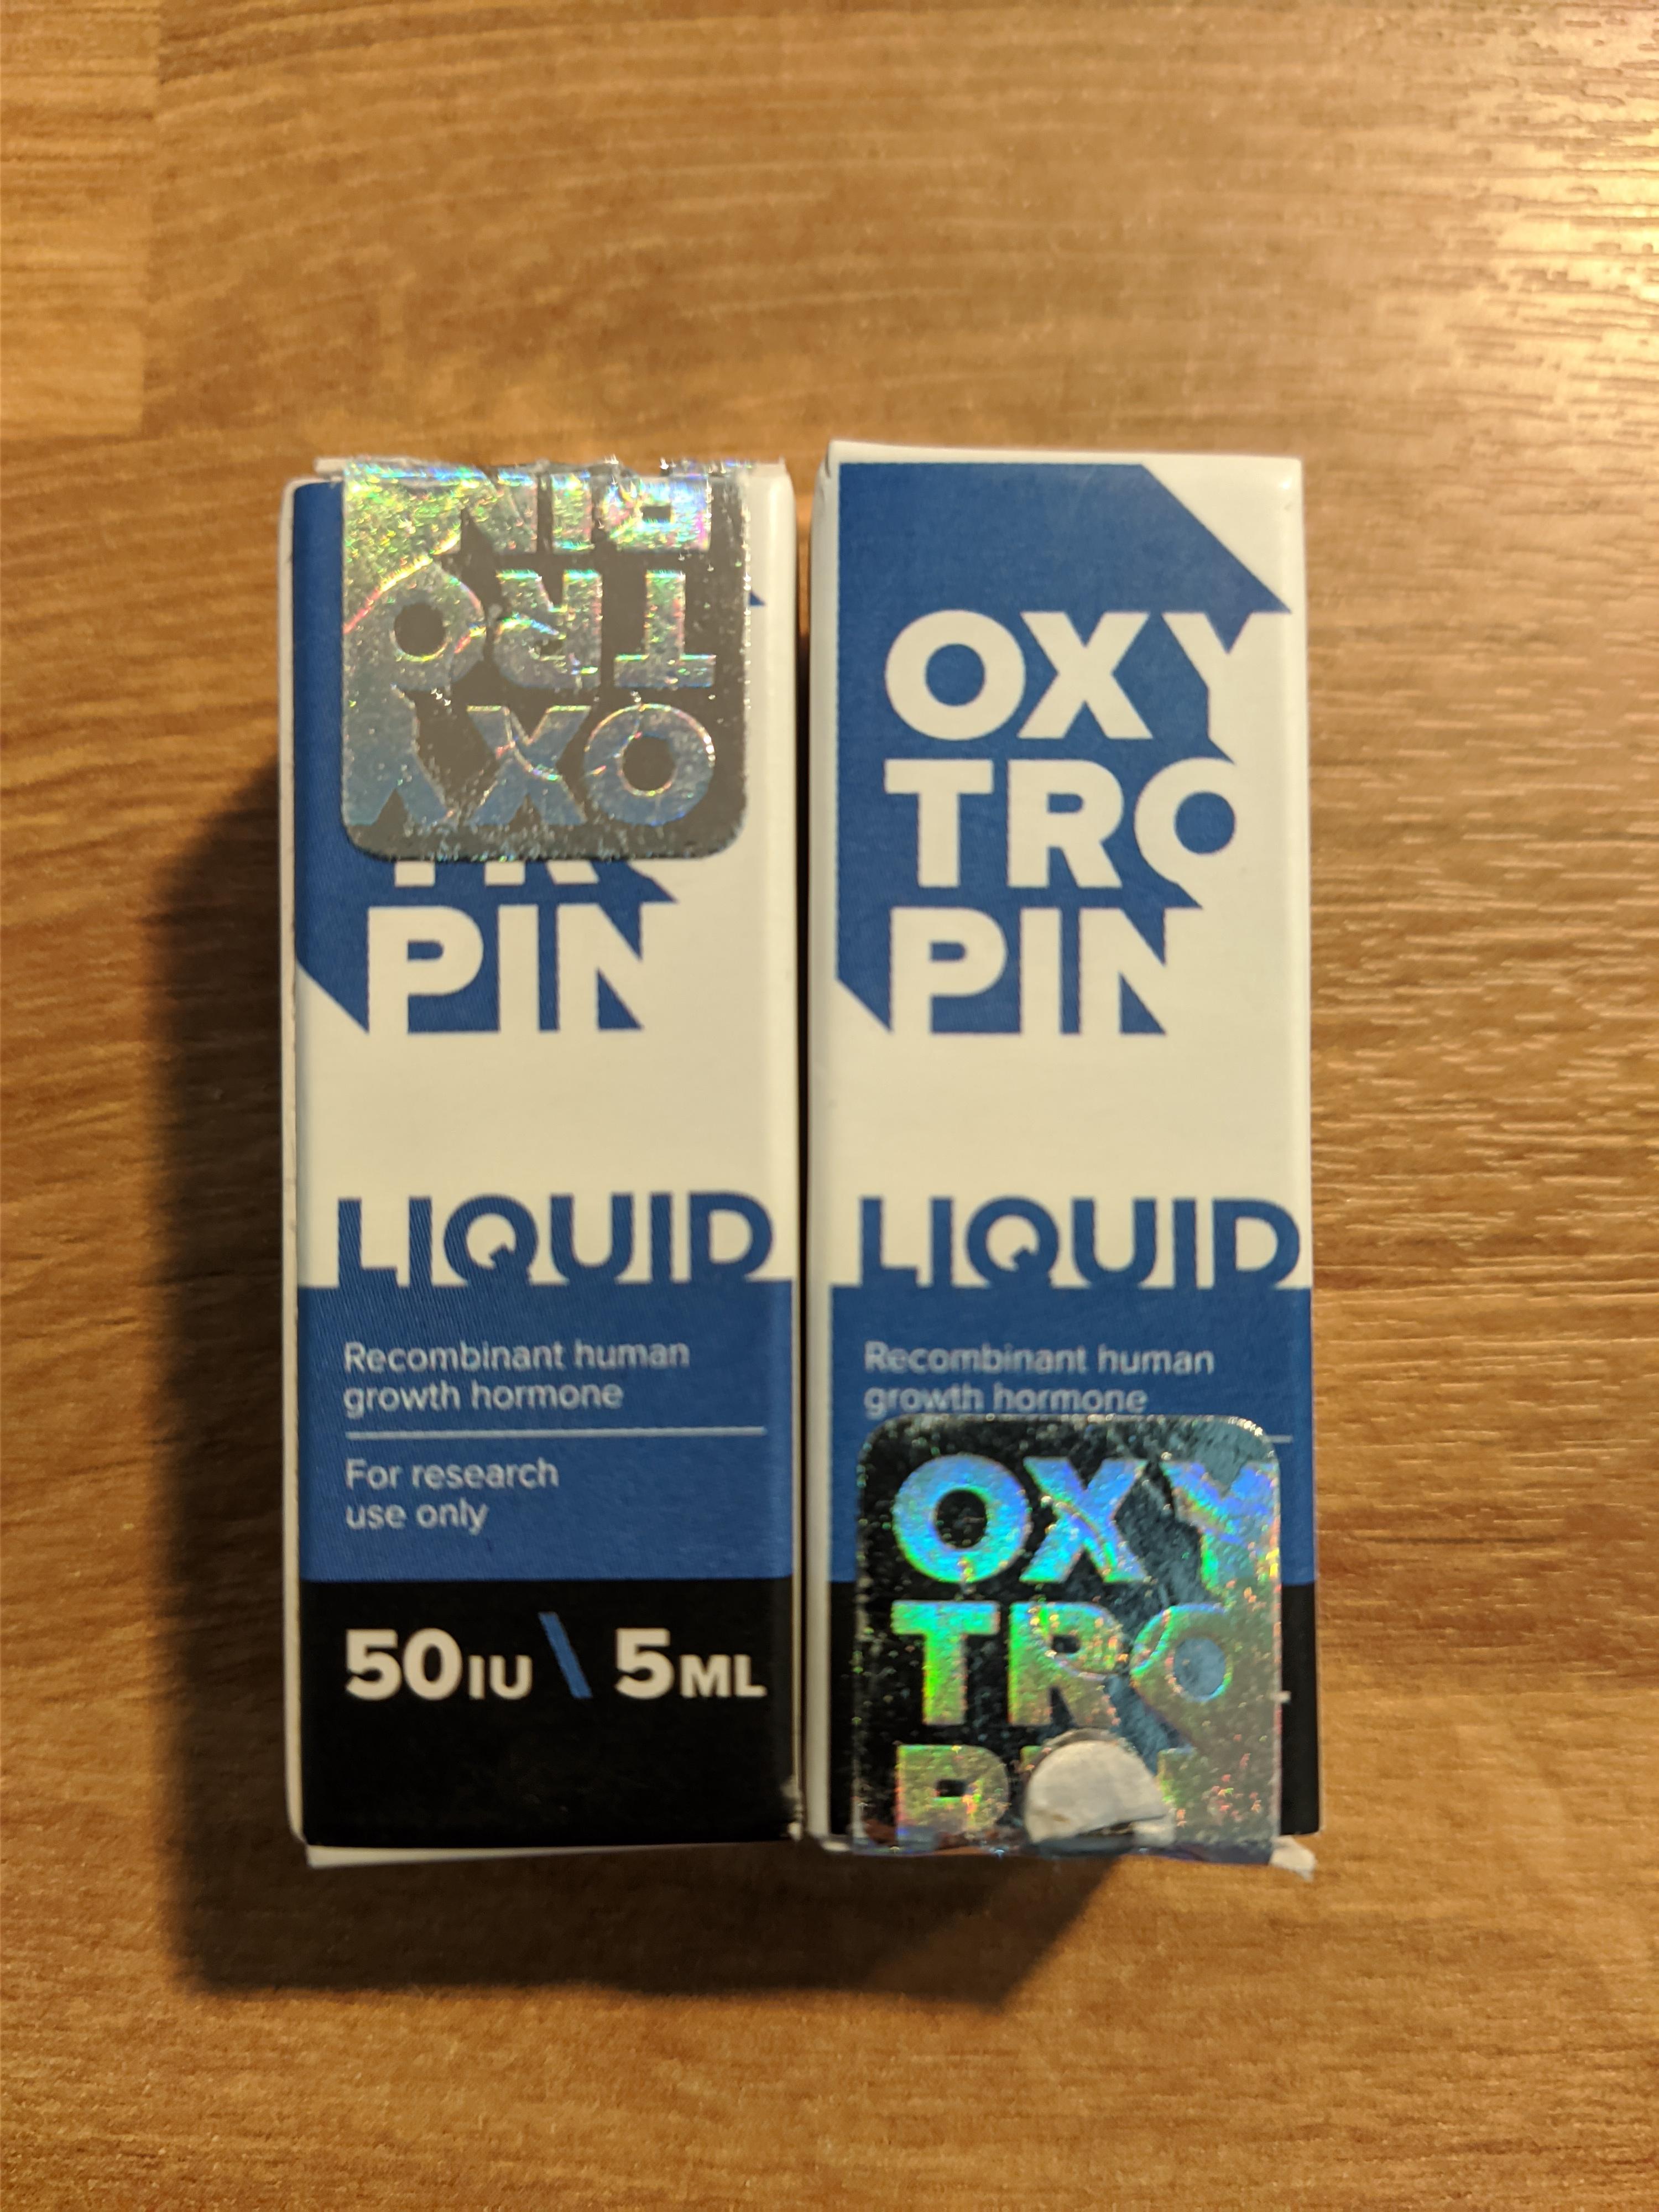 PIN
TRO
OXY
TRO
PIN
LIQUID
Recombinant human
growth hormone
For research
use only
50IU \ 5ML
OXY
TRO
PIN
LIQUID
Recombinant human
growth hormone
OXY
TRO